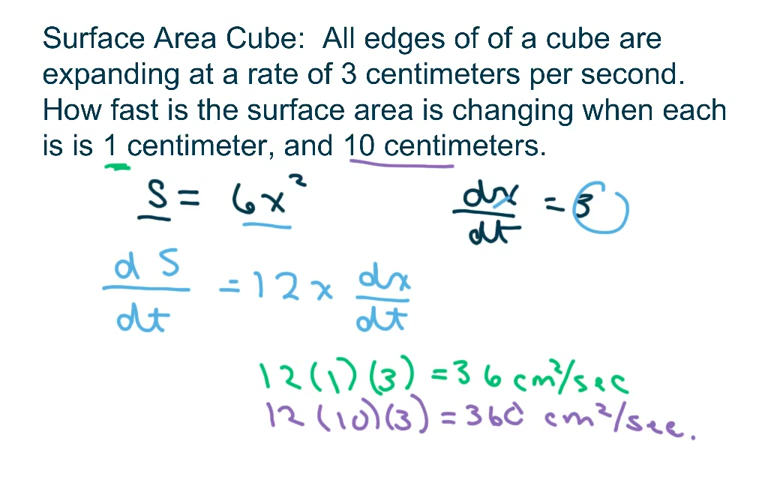 Surface Area Cube:  All edges of of a cube are
expanding at a rate of 3 centimeters per second.
How fast is the surface area is changing when each
is is 1 centimeter, and 10 centimeters.
S = 6x² dx/dt = 3
dS/dt = 12x dx/dt
12(1)(3) = 36 cm²/sec
12(10)(3) = 360 cm²/sec.